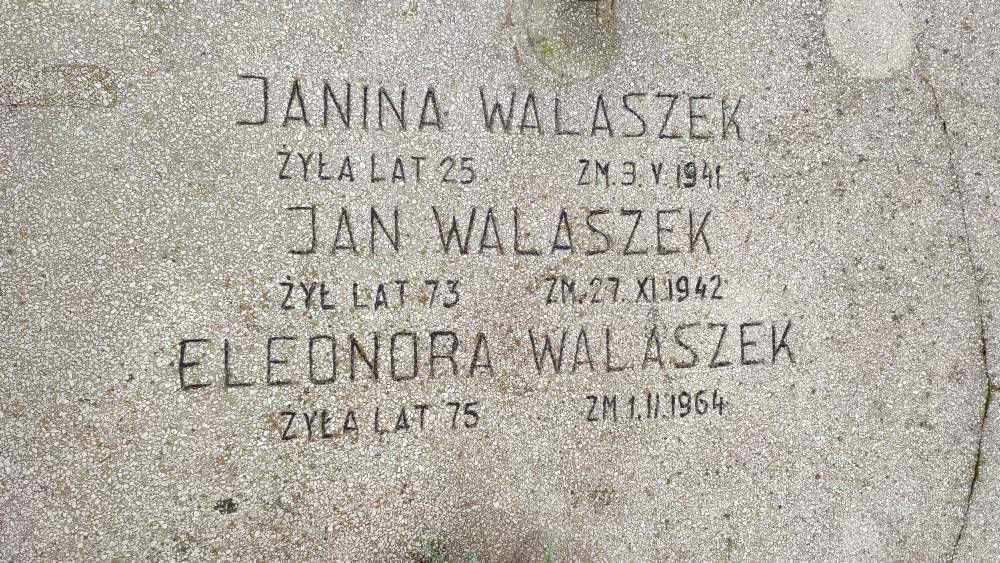 JANINA WALASZEK
ŻYŁA LAT 25 ZM. 3. V. 1941
JAN WALASZEK
ŻYŁ LAT 73 ZM. 27. XI. 1942
ELEONORA WALASZEK
ŻYŁA LAT 75 ZM 1. II. 1964